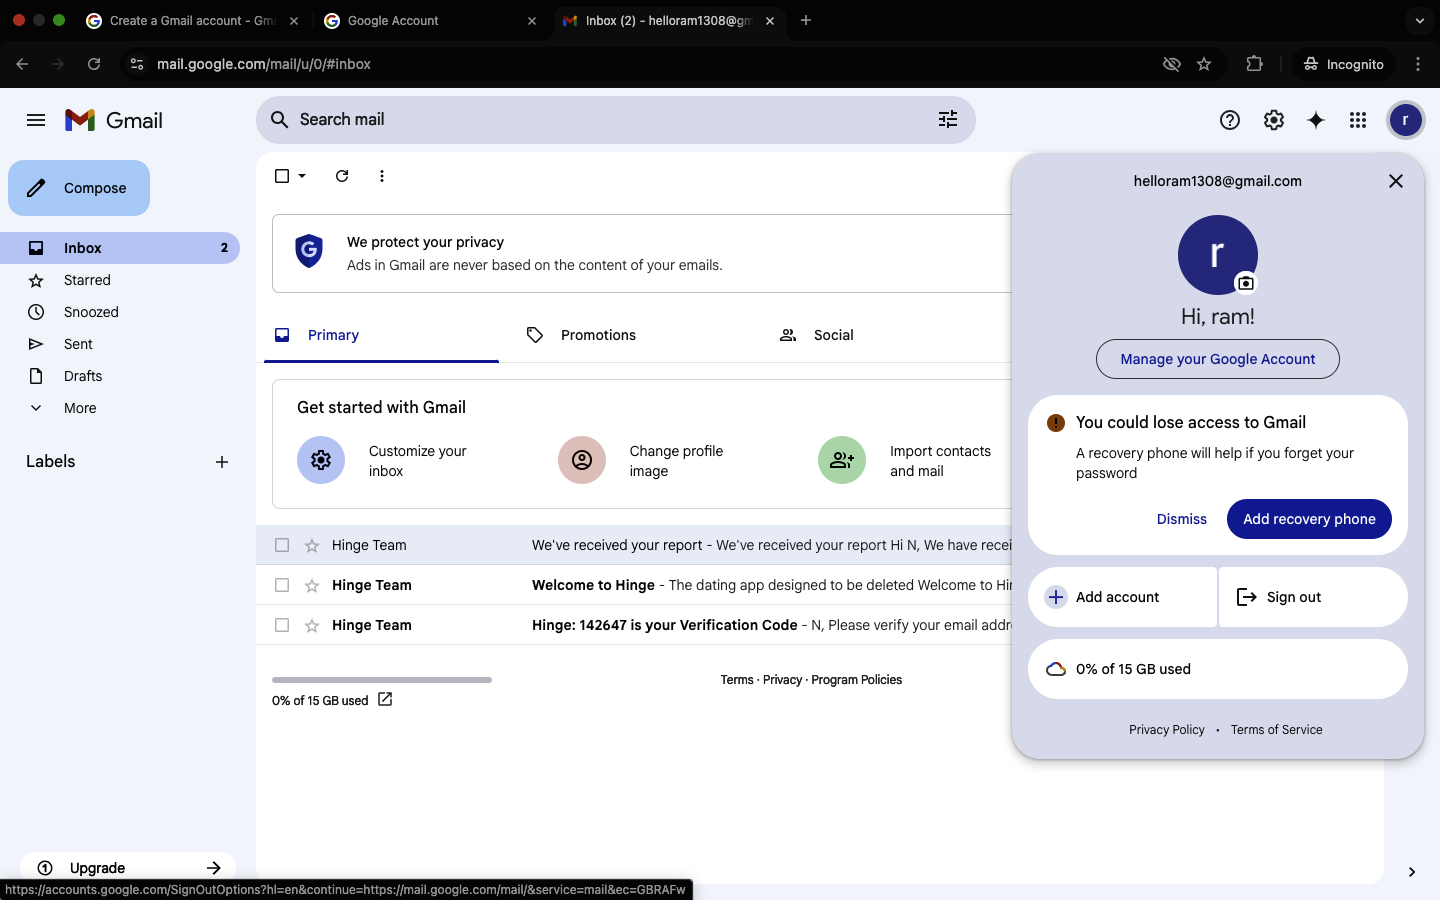 Create a Gmail account - Gma
Google Account
Inbox (2) - helloram1308@gm
mail.google.com/mail/u/0/#inbox
Incognito
Gmail
Search mail
r
Compose
Inbox 2
Starred
Snoozed
Sent
Drafts
More
Labels
We protect your privacy
Ads in Gmail are never based on the content of your emails.
Primary
Promotions
Social
Get started with Gmail
Customize your
inbox
Change profile
image
Import contacts
and mail
Hinge Team We've received your report - We've received your report Hi N, We have recei
Hinge Team Welcome to Hinge - The dating app designed to be deleted Welcome to Hin
Hinge Team Hinge: 142647 is your Verification Code - N, Please verify your email addre
0% of 15 GB used
Terms · Privacy · Program Policies
helloram1308@gmail.com
r
Hi, ram!
Manage your Google Account
You could lose access to Gmail
A recovery phone will help if you forget your
password
Dismiss
Add recovery phone
Add account
Sign out
0% of 15 GB used
Privacy Policy • Terms of Service
Upgrade
https://accounts.google.com/SignOutOptions?hl=en&continue=https://mail.google.com/mail/&service=mail&ec=GBRAFw